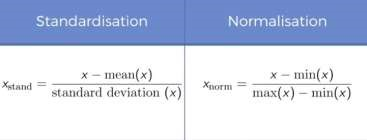 Standardisation
Normalisation
x_stand = (x − mean(x)) / (standard deviation (x))
x_norm = (x − min(x)) / (max(x) − min(x))